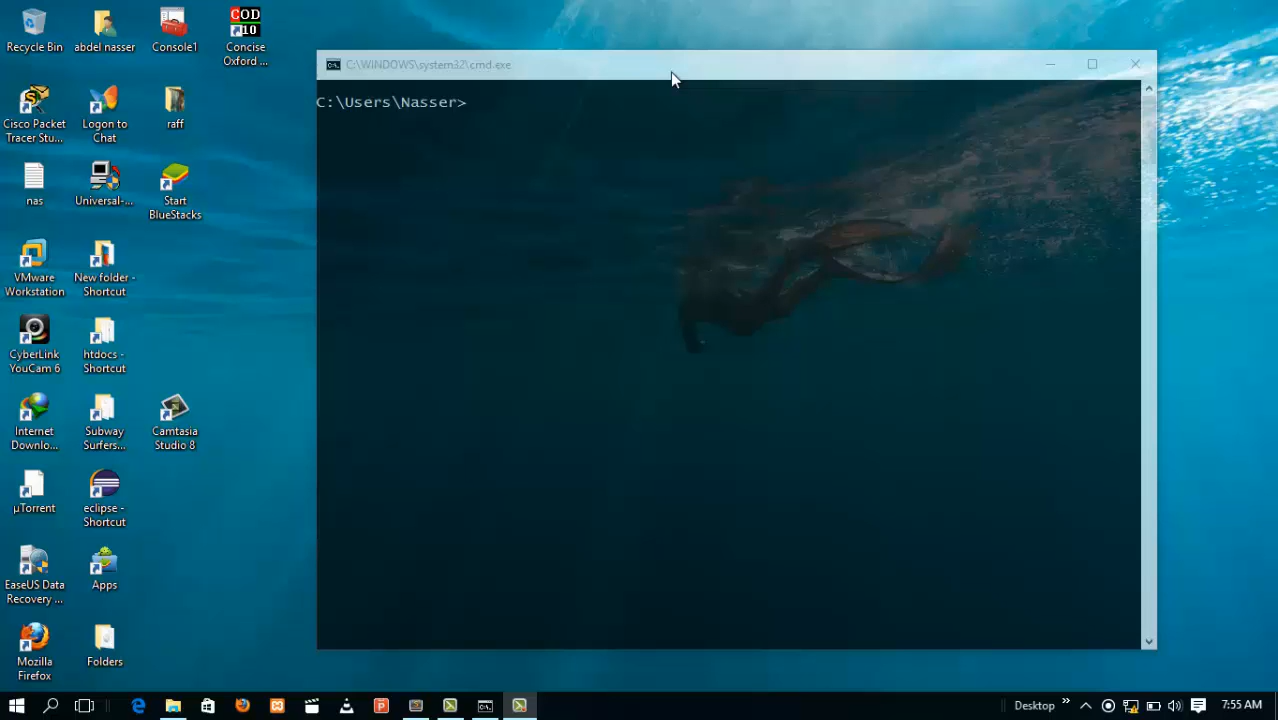 Recycle Bin
abdel nasser
Console1
COD
10
Concise
Oxford ...
Cisco Packet
Tracer Stu...
Logon to
Chat
raff
nas
Universal-...
Start
BlueStacks
VMware
Workstation
New folder -
Shortcut
CyberLink
YouCam 6
htdocs -
Shortcut
Internet
Downlo...
Subway
Surfers...
Camtasia
Studio 8
µTorrent
eclipse -
Shortcut
EaseUS Data
Recovery ...
Apps
Mozilla
Firefox
Folders
C:\WINDOWS\system32\cmd.exe
C:\Users\Nasser>
Desktop
7:55 AM